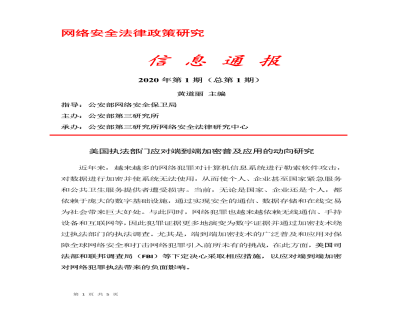 网络安全法律政策研究
信 息 通 报
2020 年第 1 期（总第 1 期）
黄道丽 主编
指导：公安部网络安全保卫局
主办：公安部第三研究所
承办：公安部第三研究所网络安全法律研究中心
美国执法部门应对端到端加密普及应用的动向研究
近年来，越来越多的网络犯罪对计算机信息系统进行勒索软件攻击，
对数据进行加密并使系统无法使用，从而使个人、企业甚至国家紧急服务
和公共卫生服务提供者遭受损害。当前，无论是国家、企业还是个人，都
依赖于庞大的数字基础设施，通过实现安全的通信、数据存储和在线交易
为社会带来巨大好处。与此同时，网络犯罪也越来越依赖无线通信、手持
设备和互联网等，因此犯罪证据更多地演变为数字证据并通过加密技术绕
过执法部门的执法调查。尤其是，端到端加密技术的广泛普及和应用对保
障全球网络安全和打击网络犯罪引入前所未有的挑战，在此方面，美国司
法部和联邦调查局（FBI）等下定决心采取相应措施，以应对端到端加密
对网络犯罪执法带来的负面影响。
第 1 页 共 8 页